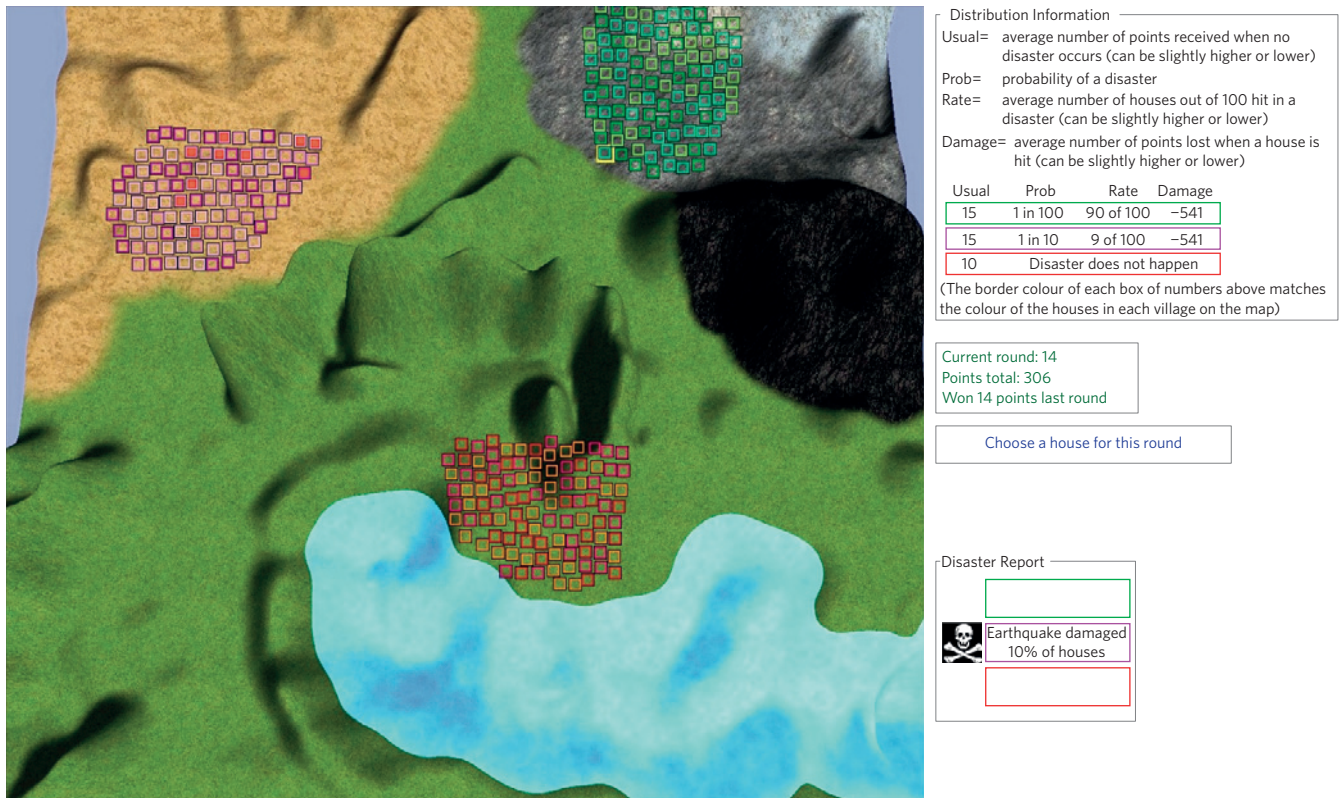 Distribution Information
Usual= average number of points received when no
disaster occurs (can be slightly higher or lower)
Prob= probability of a disaster
Rate= average number of houses out of 100 hit in a
disaster (can be slightly higher or lower)
Damage= average number of points lost when a house is
hit (can be slightly higher or lower)
Usual Prob Rate Damage
15 1 in 100 90 of 100 −541
15 1 in 10 9 of 100 −541
10 Disaster does not happen
(The border colour of each box of numbers above matches
the colour of the houses in each village on the map)
Current round: 14
Points total: 306
Won 14 points last round
Choose a house for this round
Disaster Report
Earthquake damaged
10% of houses